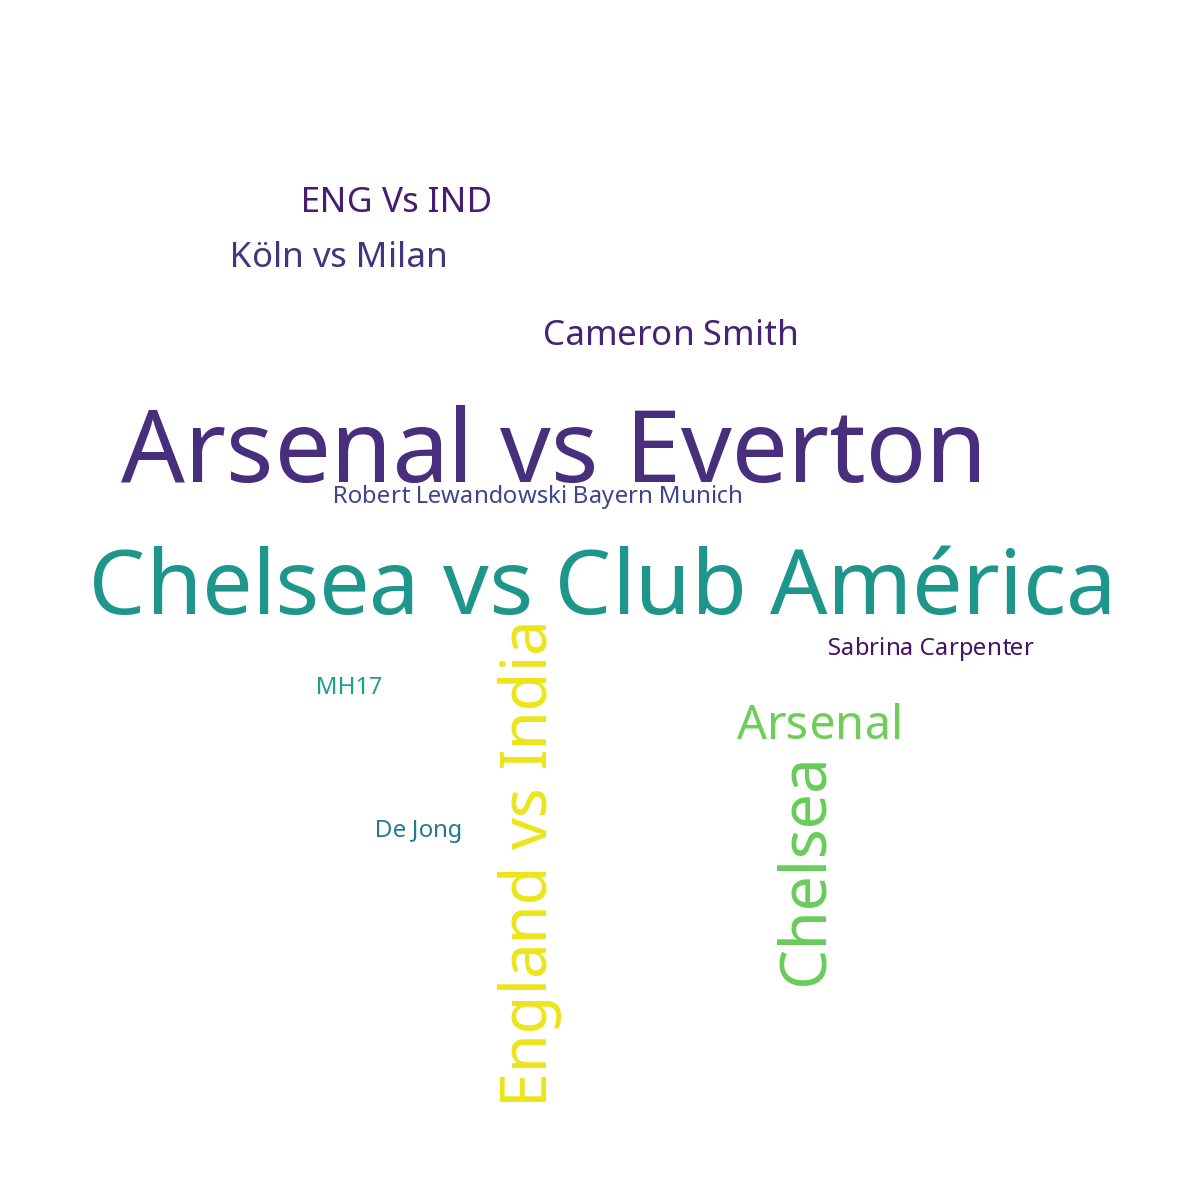 ENG Vs IND
Köln vs Milan
Cameron Smith
Arsenal vs Everton
Robert Lewandowski Bayern Munich
Chelsea vs Club América
England vs India
Sabrina Carpenter
MH17
Arsenal
Chelsea
De Jong